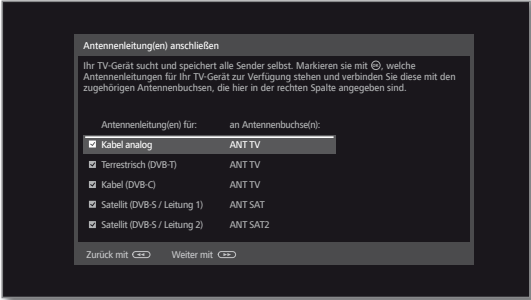 Antennenleitung(en) anschließen
Ihr TV-Gerät sucht und speichert alle Sender selbst. Markieren sie mit OK, welche
Antennenleitungen für Ihr TV-Gerät zur Verfügung stehen und verbinden Sie diese mit den
zugehörigen Antennenbuchsen, die hier in der rechten Spalte angegeben sind.
Antennenleitung(en) für: an Antennenbuchse(n):
Kabel analog ANT TV
Terrestrisch (DVB-T) ANT TV
Kabel (DVB-C) ANT TV
Satellit (DVB-S / Leitung 1) ANT SAT
Satellit (DVB-S / Leitung 2) ANT SAT2
Zurück mit Weiter mit